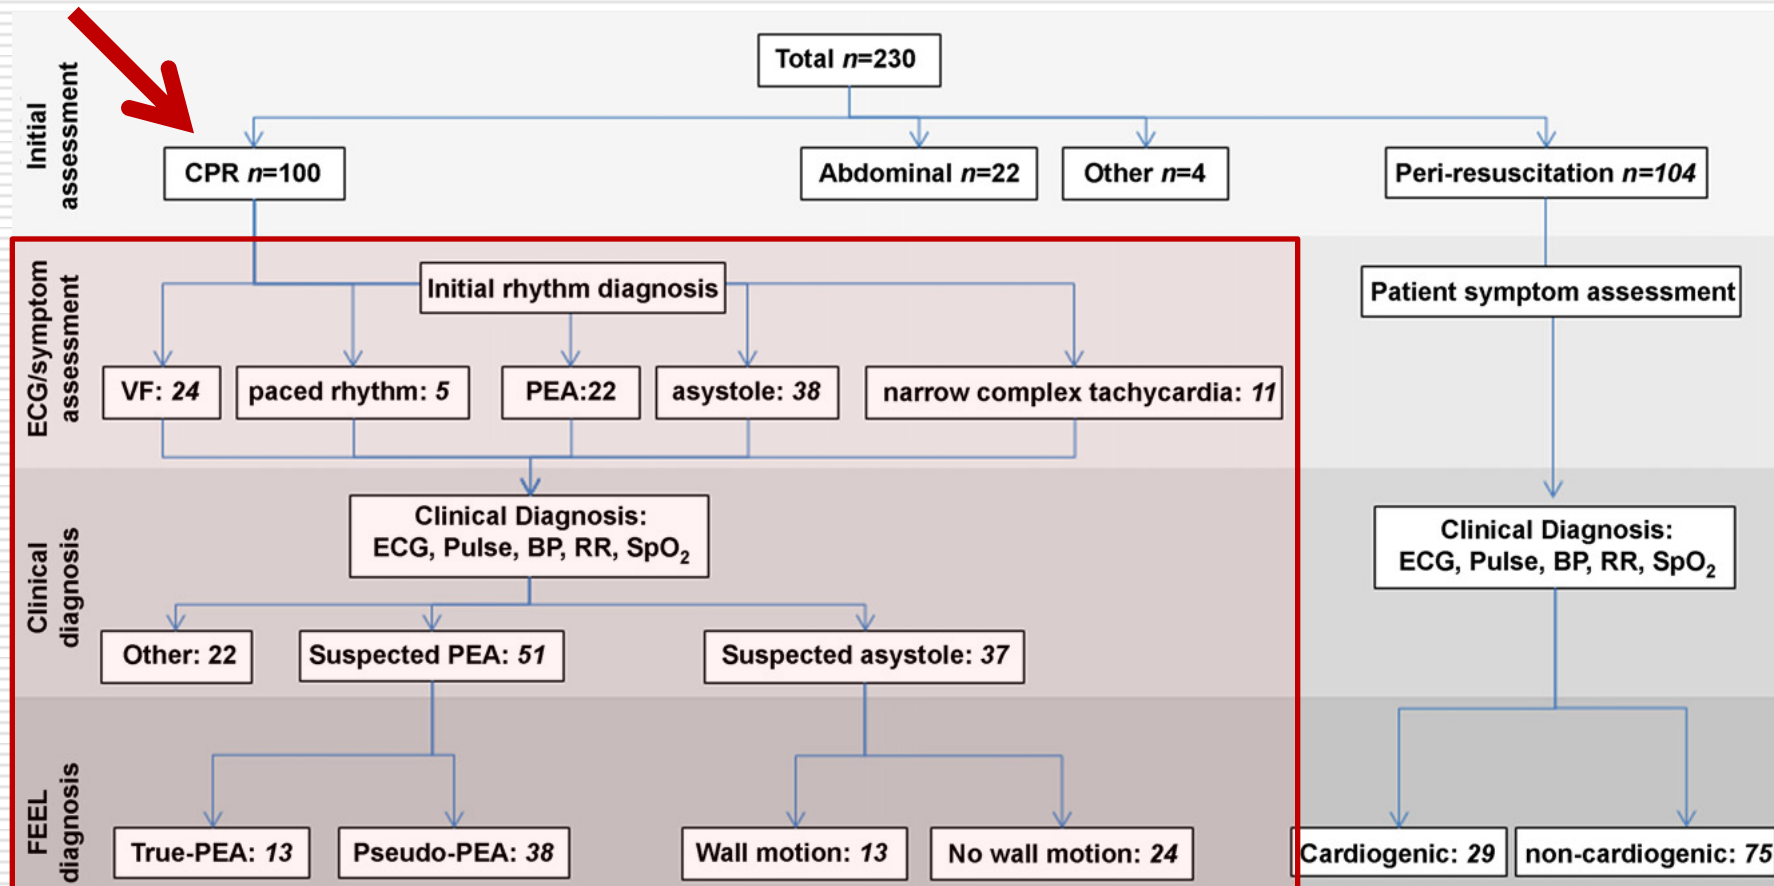 Initial
assessment
Total n=230
CPR n=100
Abdominal n=22
Other n=4
Peri-resuscitation n=104
ECG/symptom
assessment
Initial rhythm diagnosis
Patient symptom assessment
VF: 24
paced rhythm: 5
PEA:22
asystole: 38
narrow complex tachycardia: 11
Clinical
diagnosis
Clinical Diagnosis:
ECG, Pulse, BP, RR, SpO₂
Clinical Diagnosis:
ECG, Pulse, BP, RR, SpO₂
Other: 22
Suspected PEA: 51
Suspected asystole: 37
FEEL
diagnosis
True-PEA: 13
Pseudo-PEA: 38
Wall motion: 13
No wall motion: 24
Cardiogenic: 29
non-cardiogenic: 75